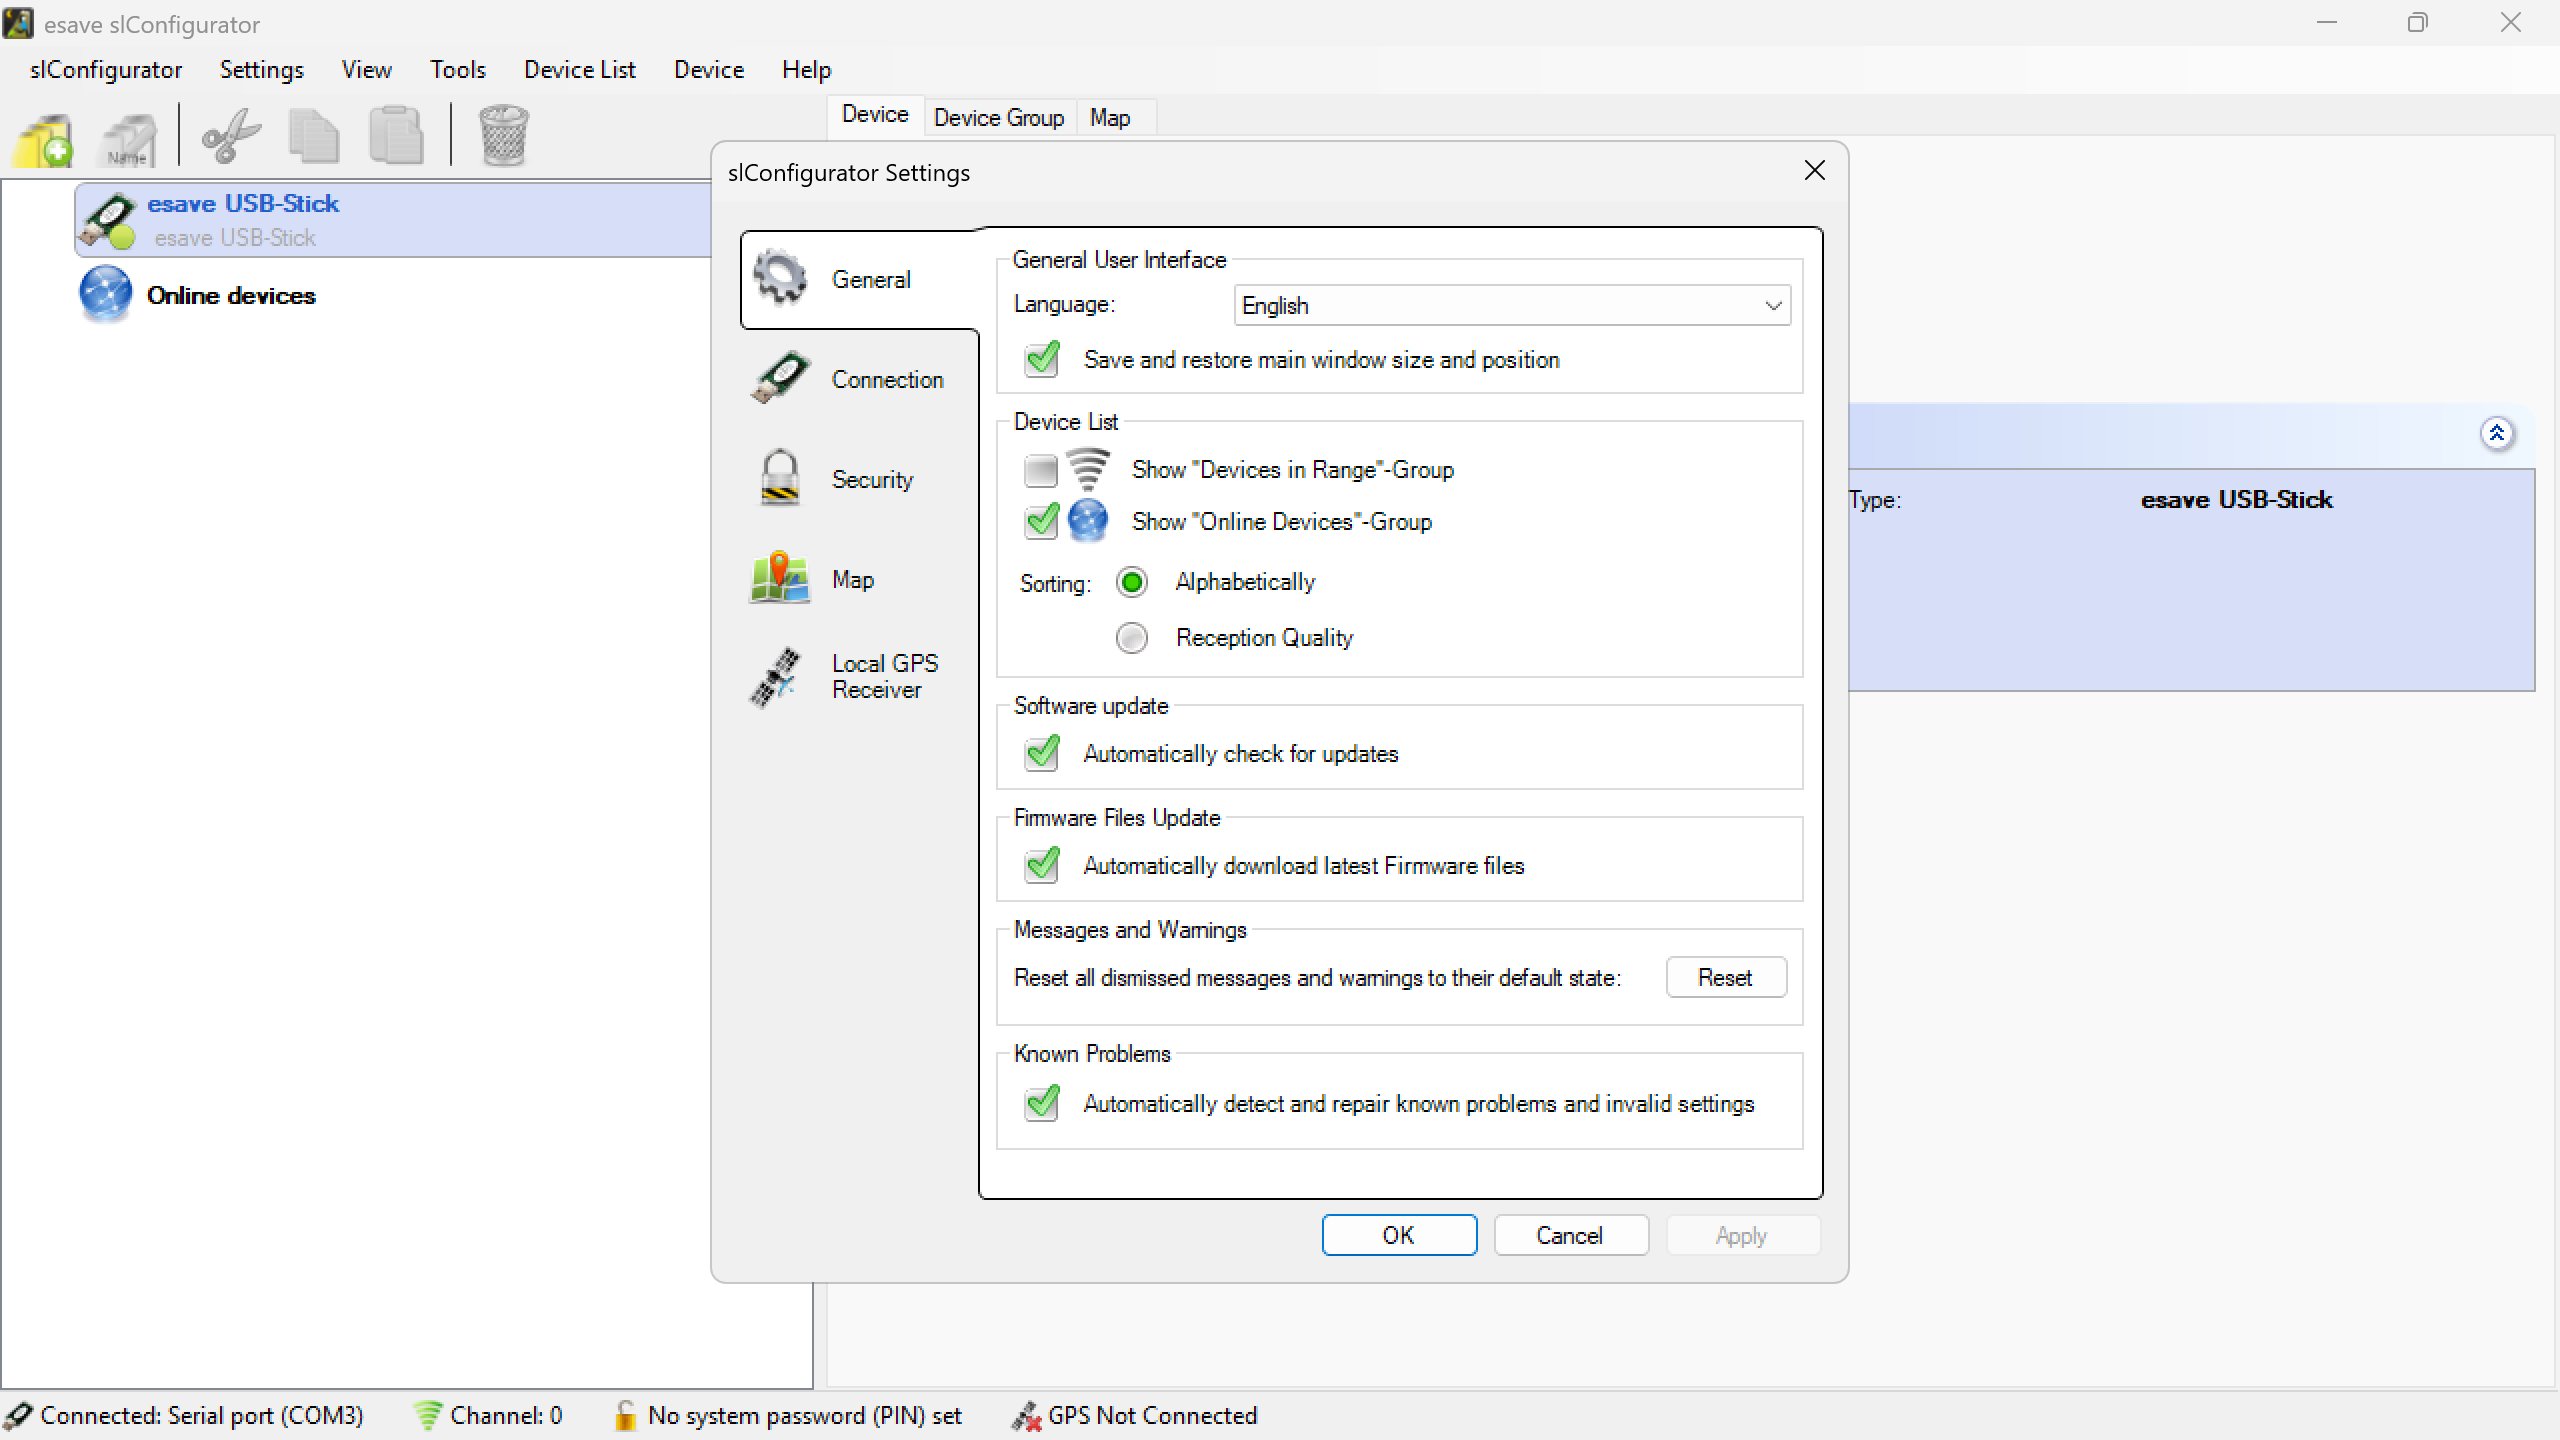 esave slConfigurator
slConfigurator Settings View Tools Device List Device Help
Name
Device Device Group Map
esave USB-Stick
esave USB-Stick
Online devices
slConfigurator Settings
General
Connection
Security
Map
Local GPS
Receiver
General User Interface
Language: English
Save and restore main window size and position
Device List
Show "Devices in Range"-Group
Show "Online Devices"-Group
Sorting: Alphabetically
Reception Quality
Software update
Automatically check for updates
Firmware Files Update
Automatically download latest Firmware files
Messages and Warnings
Reset all dismissed messages and warnings to their default state: Reset
Known Problems
Automatically detect and repair known problems and invalid settings
OK Cancel Apply
Type: esave USB-Stick
Connected: Serial port (COM3) Channel: 0 No system password (PIN) set GPS Not Connected